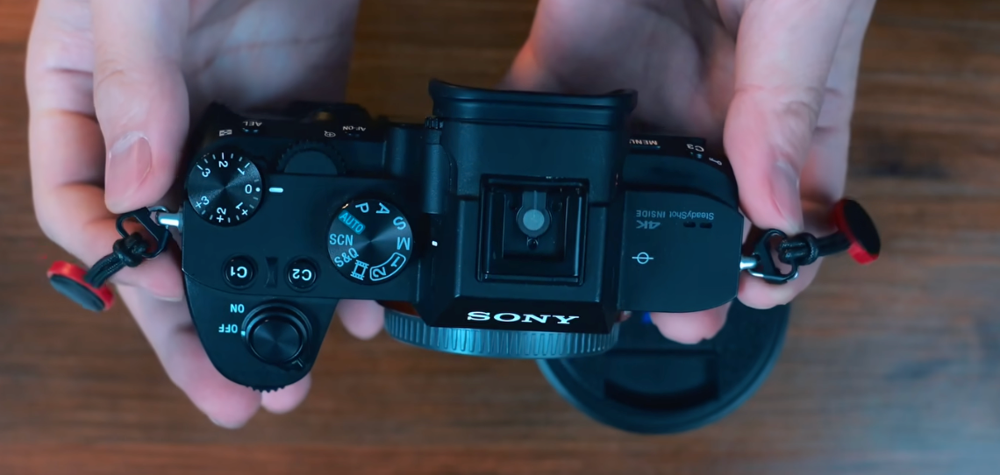 AEL
AF-ON
MENU
C3
3 2 1 0 1 +2 +3
AUTO P A S M 1 2 S&Q SCN
4K
SteadyShot INSIDE
C1
C2
ON
OFF
SONY